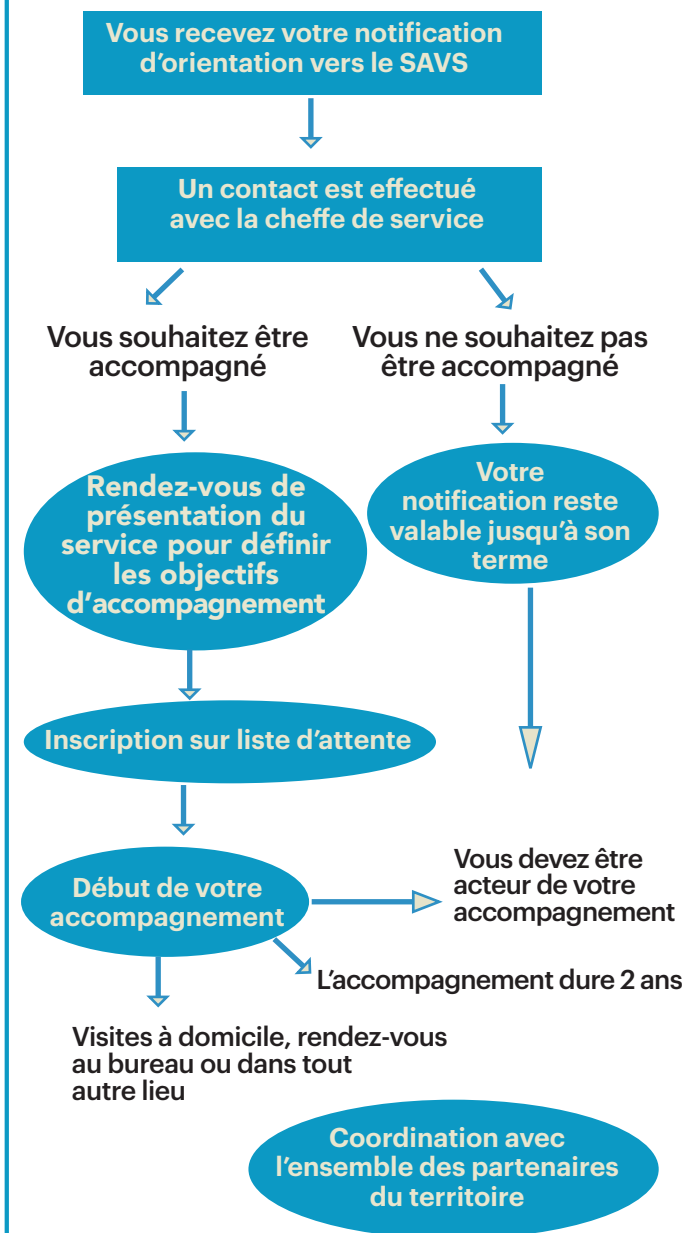 Vous recevez votre notification
d'orientation vers le SAVS
Un contact est effectué
avec la cheffe de service
Vous souhaitez être
accompagné
Vous ne souhaitez pas
être accompagné
Rendez-vous de
présentation du
service pour définir
les objectifs
d'accompagnement
Votre
notification reste
valable jusqu'à son
terme
Inscription sur liste d'attente
Début de votre
accompagnement
Vous devez être
acteur de votre
accompagnement
L'accompagnement dure 2 ans
Visites à domicile, rendez-vous
au bureau ou dans tout
autre lieu
Coordination avec
l'ensemble des partenaires
du territoire